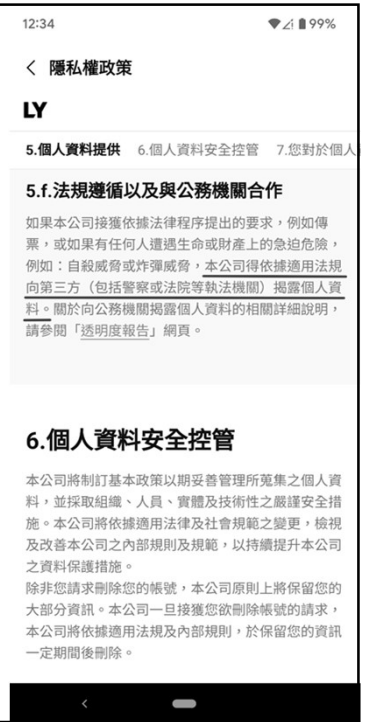 12:34 99%
隱私權政策
LY
5.個人資料提供 6.個人資料安全控管 7.您對於個人
5.f.法規遵循以及與公務機關合作
如果本公司接獲依據法律程序提出的要求，例如傳
票，或如果有任何人遭遇生命或財產上的急迫危險，
例如：自殺威脅或炸彈威脅，本公司得依據適用法規
向第三方（包括警察或法院等執法機關）揭露個人資
料。關於向公務機關揭露個人資料的相關詳細說明，
請參閱「透明度報告」網頁。
6.個人資料安全控管
本公司將制訂基本政策以期妥善管理所蒐集之個人資
料，並採取組織、人員、實體及技術性之嚴謹安全措
施。本公司將依據適用法律及社會規範之變更，檢視
及改善本公司之內部規則及規範，以持續提升本公司
之資料保護措施。
除非您請求刪除您的帳號，本公司原則上將保留您的
大部分資訊。本公司一旦接獲您欲刪除帳號的請求，
本公司將依據適用法規及內部規則，於保留您的資訊
一定期間後刪除。